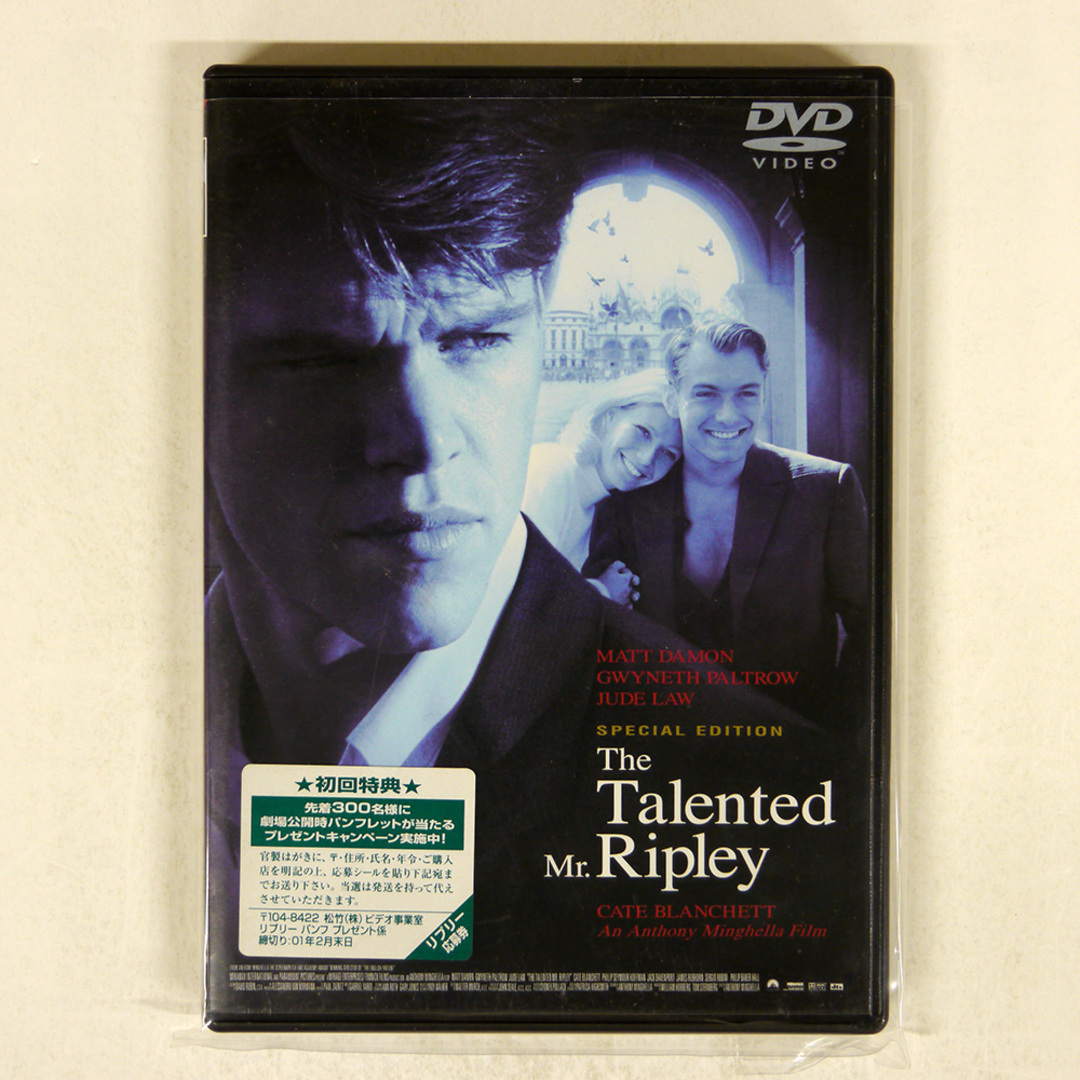 DVD
VIDEO
MATT DAMON
GWYNETH PALTROW
JUDE LAW
SPECIAL EDITION
The
Talented
Mr. Ripley
CATE BLANCHETT
An Anthony Minghella Film
★初回特典★
先着300名様に
劇場公開時パンフレットが当たる
プレゼントキャンペーン実施中!
官製はがきに、〒・住所・氏名・年令・ご購入
店を明記の上、応募シールを貼り下記宛ま
でお送り下さい。当選は発送を持って代え
させていただきます。
〒104-8422 松竹(株)ビデオ事業室
リプリー パンフ プレゼント係
締切り:01年2月末日
リプリー
応募券